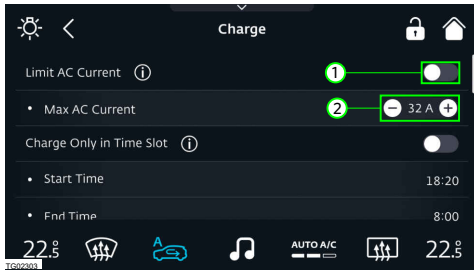 Charge
Limit AC Current
1
• Max AC Current
2
32 A
Charge Only in Time Slot
• Start Time
18:20
• End Time
8:00
22.5
A
AUTO A/C
22.5
TG02303